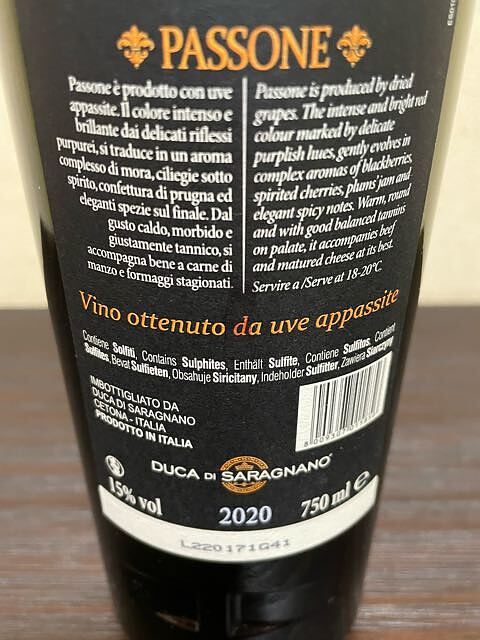 PASSONE
Passone è prodotto con uve
appassite. Il colore intenso e
brillante dai delicati riflessi
purpurei, si traduce in un aroma
complesso di mora, ciliegie sotto
spirito, confettura di prugna ed
eleganti spezie sul finale. Dal
gusto caldo, morbido e
giustamente tannico, si
accompagna bene a carne di
manzo e formaggi stagionati.
Passone is produced by dried
grapes. The intense and bright red
colour marked by delicate
purplish hues, gently evolves in
complex aromas of blackberries,
spirited cherries, plums' jam and
elegant spicy notes. Warm, round
and with good balanced tannins
on palate, it accompanies beef
and matured cheese at its best.
Servire a /Serve at 18-20°C
Vino ottenuto da uve appassite
Contiene Solfiti, Contains Sulphites, Enthält Sulfite, Contiene Sulfitos, Contient
Sulfites, Bevat Sulfieten, Obsahuje Siricitany, Indeholder Sulfitter, Zawiera Siarczyny
IMBOTTIGLIATO DA
DUCA DI SARAGNANO
CETONA - ITALIA
PRODOTTO IN ITALIA
DUCA DI SARAGNANO
15% vol
2020
750 ml e
L220171G41